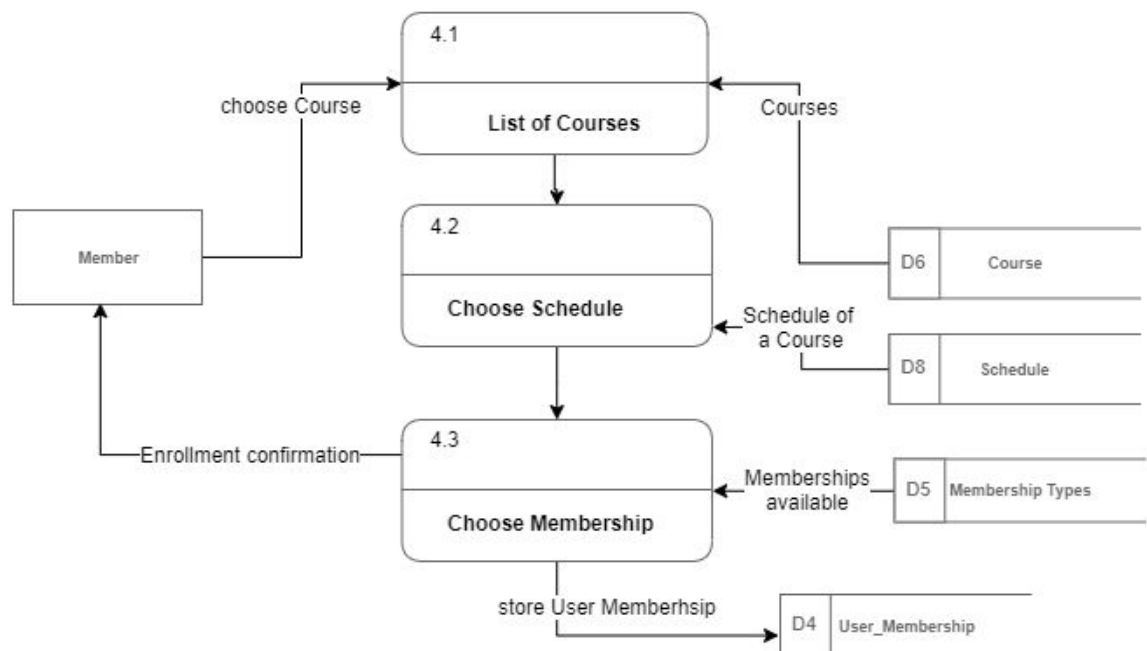 4.1
List of Courses
choose Course
Courses
4.2
Choose Schedule
Member
D6
Course
Schedule of
a Course
D8
Schedule
4.3
Choose Membership
Enrollment confirmation
Memberships
available
D5
Membership Types
store User Memberhsip
D4
User_Membership